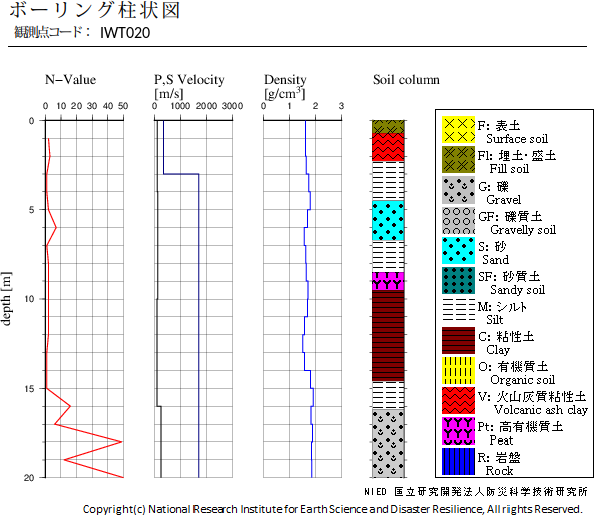 ボーリング柱状図
観測点コード： IWT020
N−Value
P,S Velocity
[m/s]
Density
[g/cm³]
Soil column
0 10 20 30 40 50
0 1000 2000 3000
0 1 2 3
depth [m]
0
5
10
15
20
F: 表土
Surface soil
Fl: 埋土・盛土
Fill soil
G: 礫
Gravel
GF: 礫質土
Gravelly soil
S: 砂
Sand
SF: 砂質土
Sandy soil
M: シルト
Silt
C: 粘性土
Clay
O: 有機質土
Organic soil
V: 火山灰質粘性土
Volcanic ash clay
Pt: 高有機質土
Peat
R: 岩盤
Rock
NIED 国立研究開発法人防災科学技術研究所
Copyright(c) National Research Institute for Earth Science and Disaster Resilience, All rights Reserved.